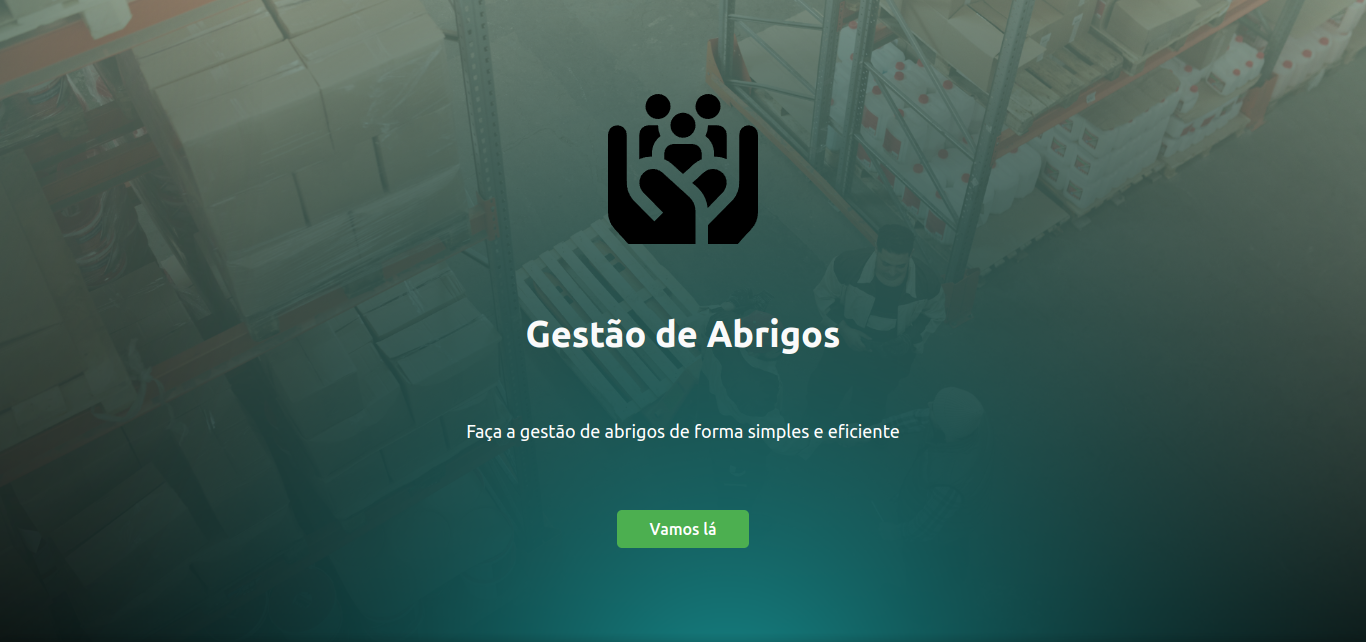 Gestão de Abrigos
Faça a gestão de abrigos de forma simples e eficiente
Vamos lá